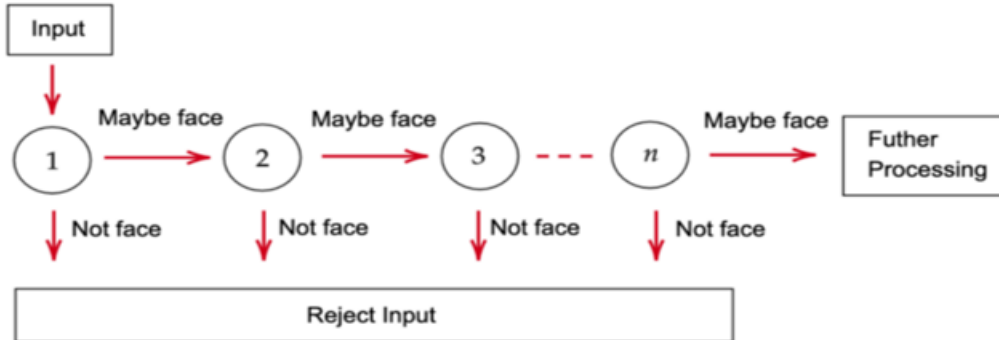 Input
Maybe face
Maybe face
Maybe face
1
2
3
n
Futher
Processing
Not face
Not face
Not face
Not face
Reject Input